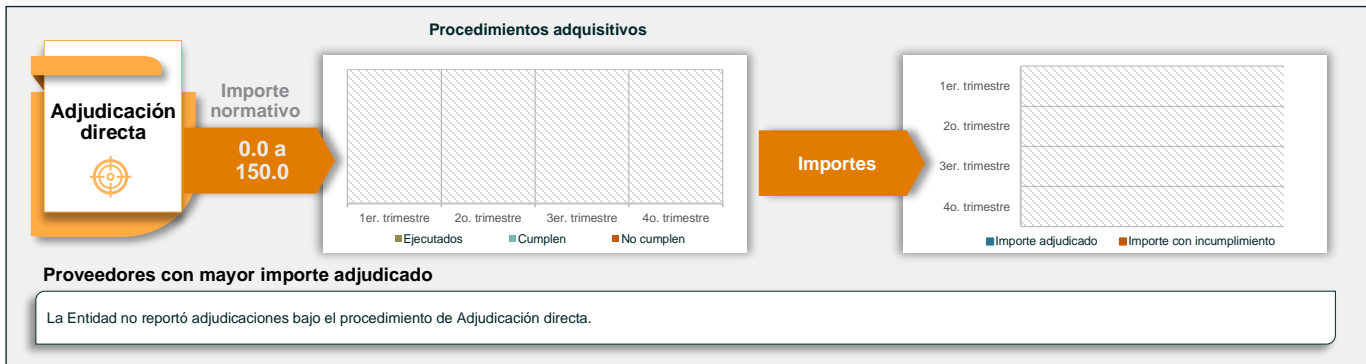 Procedimientos adquisitivos
Adjudicación
directa
Importe
normativo
0.0 a
150.0
1er. trimestre 2o. trimestre 3er. trimestre 4o. trimestre
Ejecutados Cumplen No cumplen
Importes
1er. trimestre
2o. trimestre
3er. trimestre
4o. trimestre
Importe adjudicado Importe con incumplimiento
Proveedores con mayor importe adjudicado
La Entidad no reportó adjudicaciones bajo el procedimiento de Adjudicación directa.